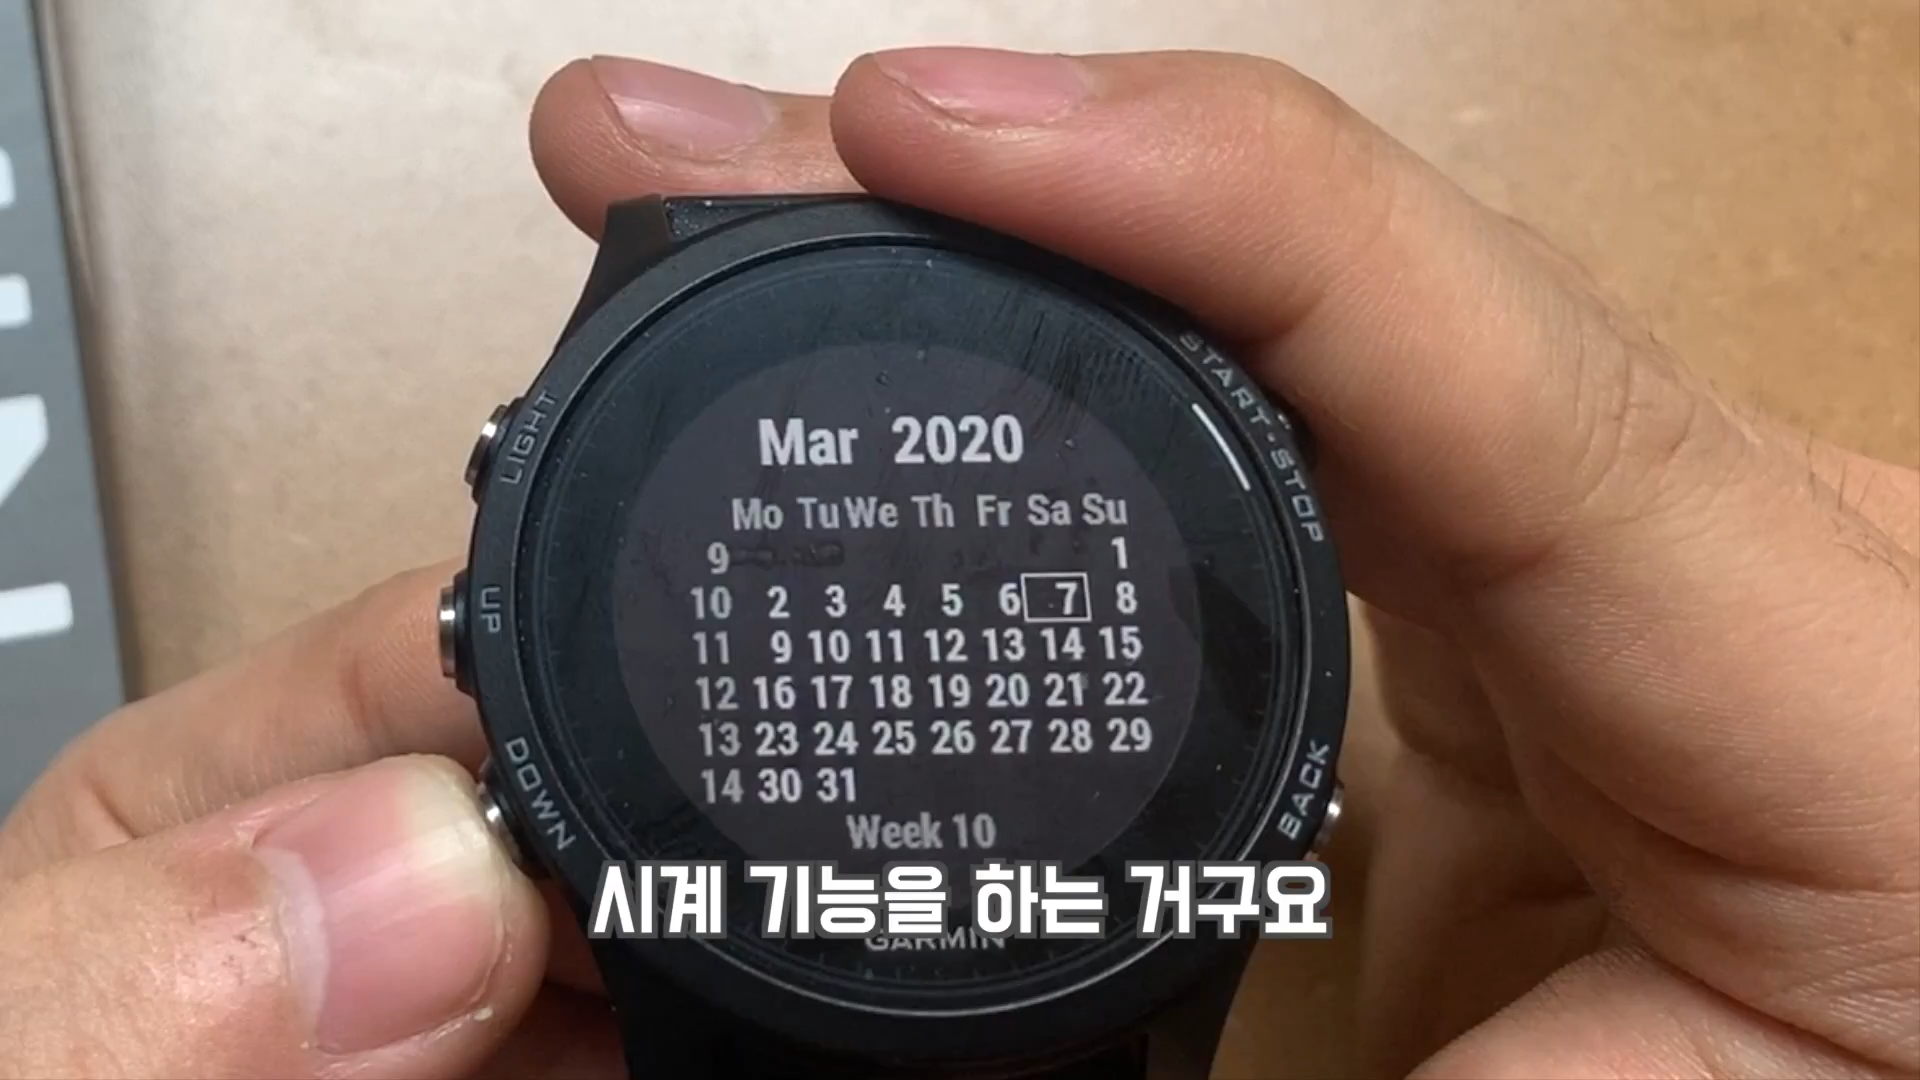 START·STOP
LIGHT
UP
DOWN
BACK
Mar 2020
Mo Tu We Th Fr Sa Su
9 1
10 2 3 4 5 6 7 8
11 9 10 11 12 13 14 15
12 16 17 18 19 20 21 22
13 23 24 25 26 27 28 29
14 30 31
Week 10
시계 기능을 하는 거구요
GARMIN